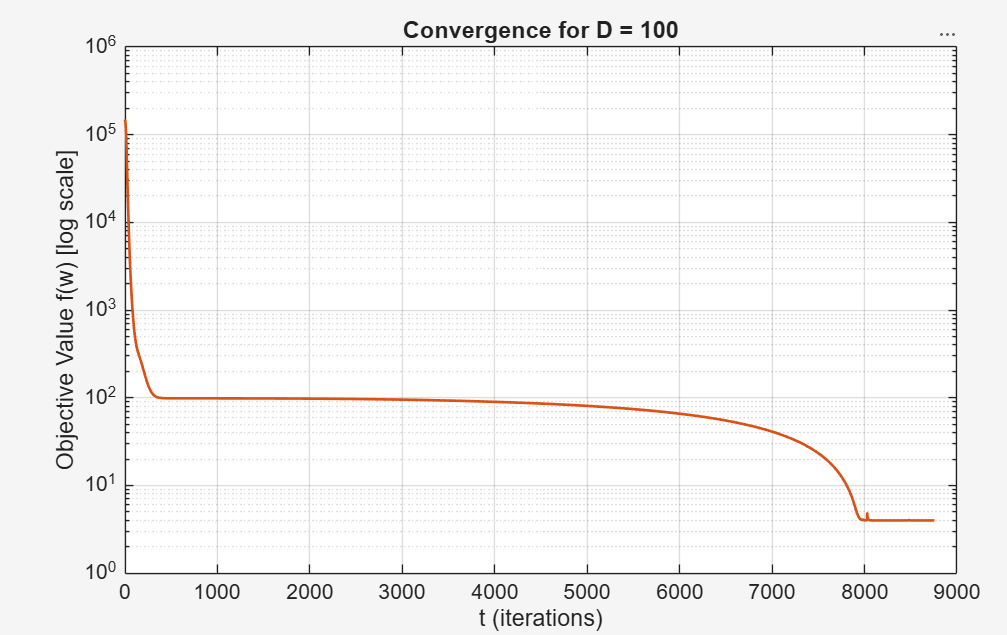 Convergence for D = 100
...
10^6
10^5
10^4
10^3
10^2
10^1
10^0
Objective Value f(w) [log scale]
0 1000 2000 3000 4000 5000 6000 7000 8000 9000
t (iterations)